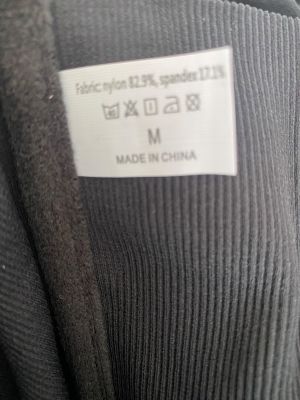 Fabric: nylon 82.9%, spandex 17.1%
M
MADE IN CHINA